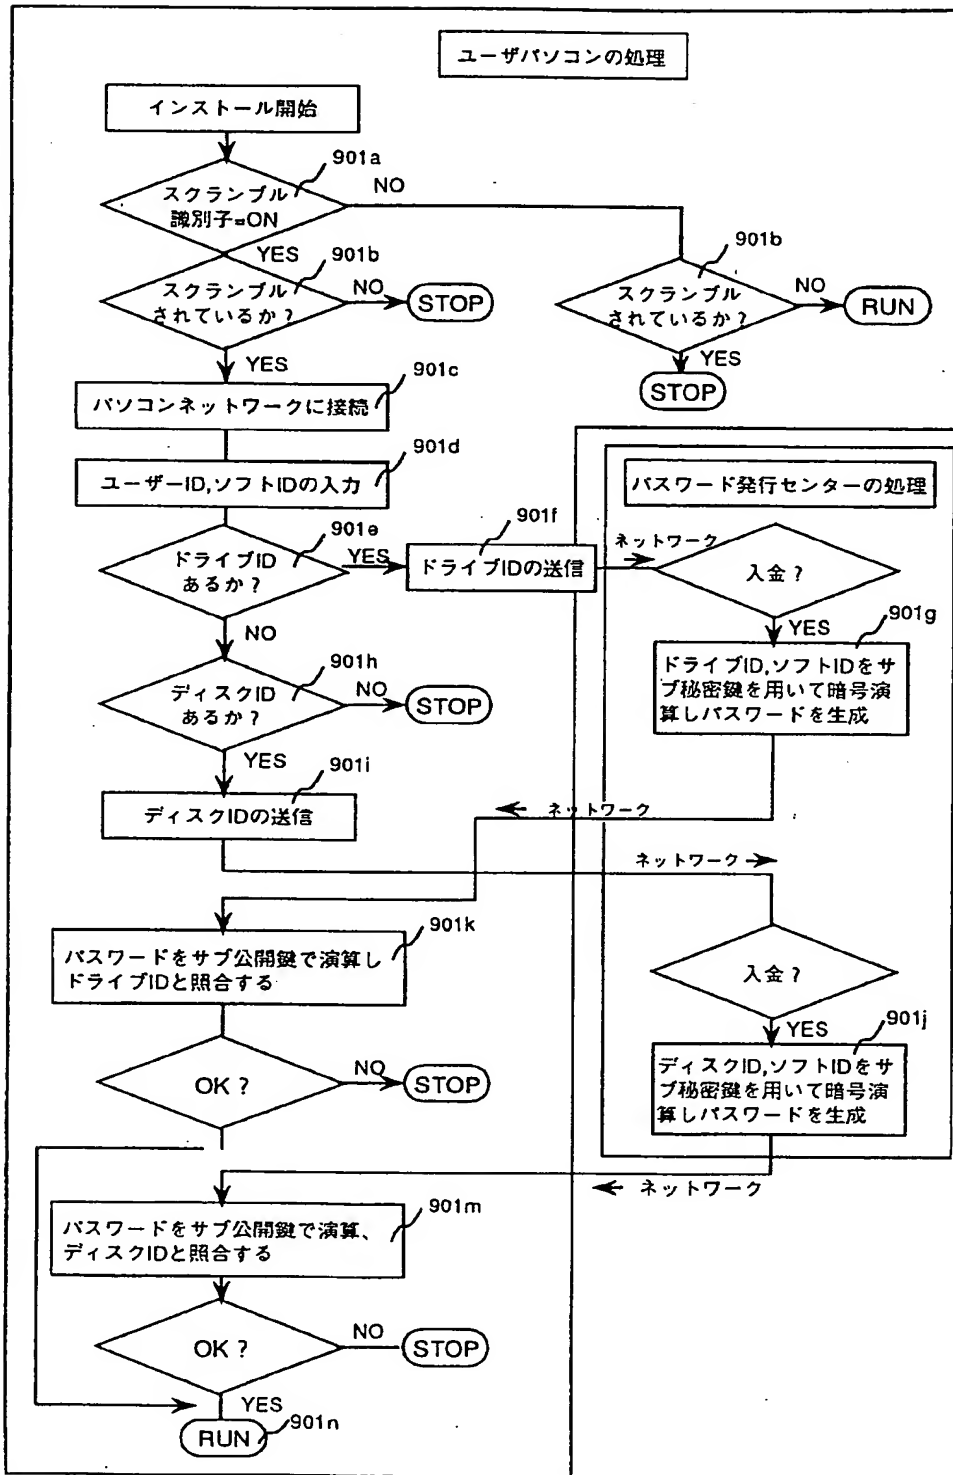 ユーザパソコンの処理
インストール開始
901a
スクランブル
識別子=ON
NO
YES
901b
スクランブル
されているか?
NO
STOP
YES
901b
スクランブル
されているか?
NO
RUN
YES
STOP
901c
パソコンネットワークに接続
901d
ユーザーID,ソフトIDの入力
パスワード発行センターの処理
901e
ドライブID
あるか?
YES
901f
ドライブIDの送信
ネットワーク
入金?
YES
901g
ドライブID,ソフトIDをサ
ブ秘密鍵を用いて暗号演
算しパスワードを生成
NO
901h
ディスクID
あるか?
NO
STOP
YES
901i
ディスクIDの送信
ネットワーク
ネットワーク
901k
パスワードをサブ公開鍵で演算し
ドライブIDと照合する
入金?
YES
901j
ディスクID,ソフトIDをサ
ブ秘密鍵を用いて暗号演
算しパスワードを生成
OK?
NO
STOP
ネットワーク
901m
パスワードをサブ公開鍵で演算、
ディスクIDと照合する
OK?
NO
STOP
YES
RUN
901n